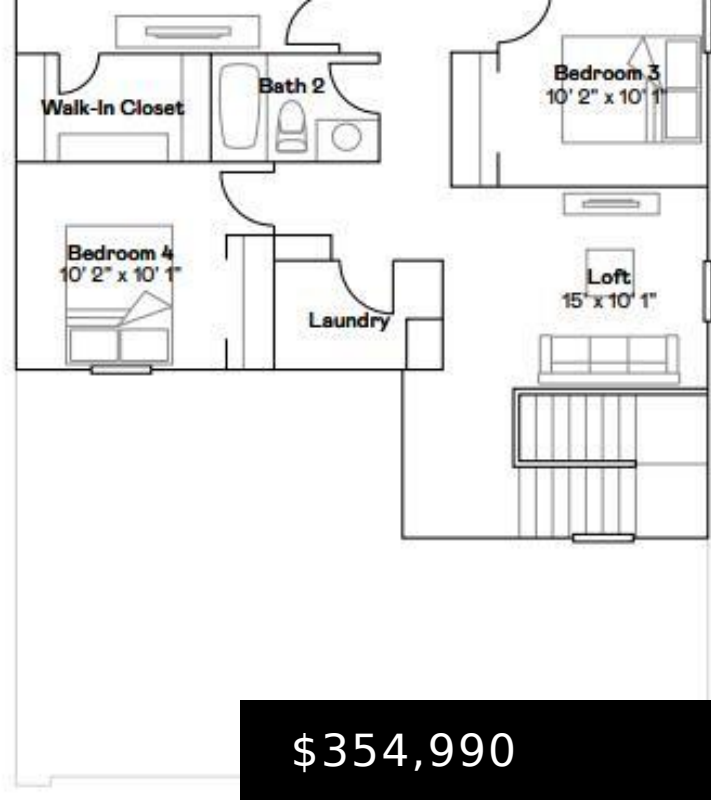 Bedroom 3
10' 2" x 10' 1"
Bath 2
Walk-In Closet
Bedroom 4
10' 2" x 10' 1"
Loft
15' x 10' 1"
Laundry
$354,990